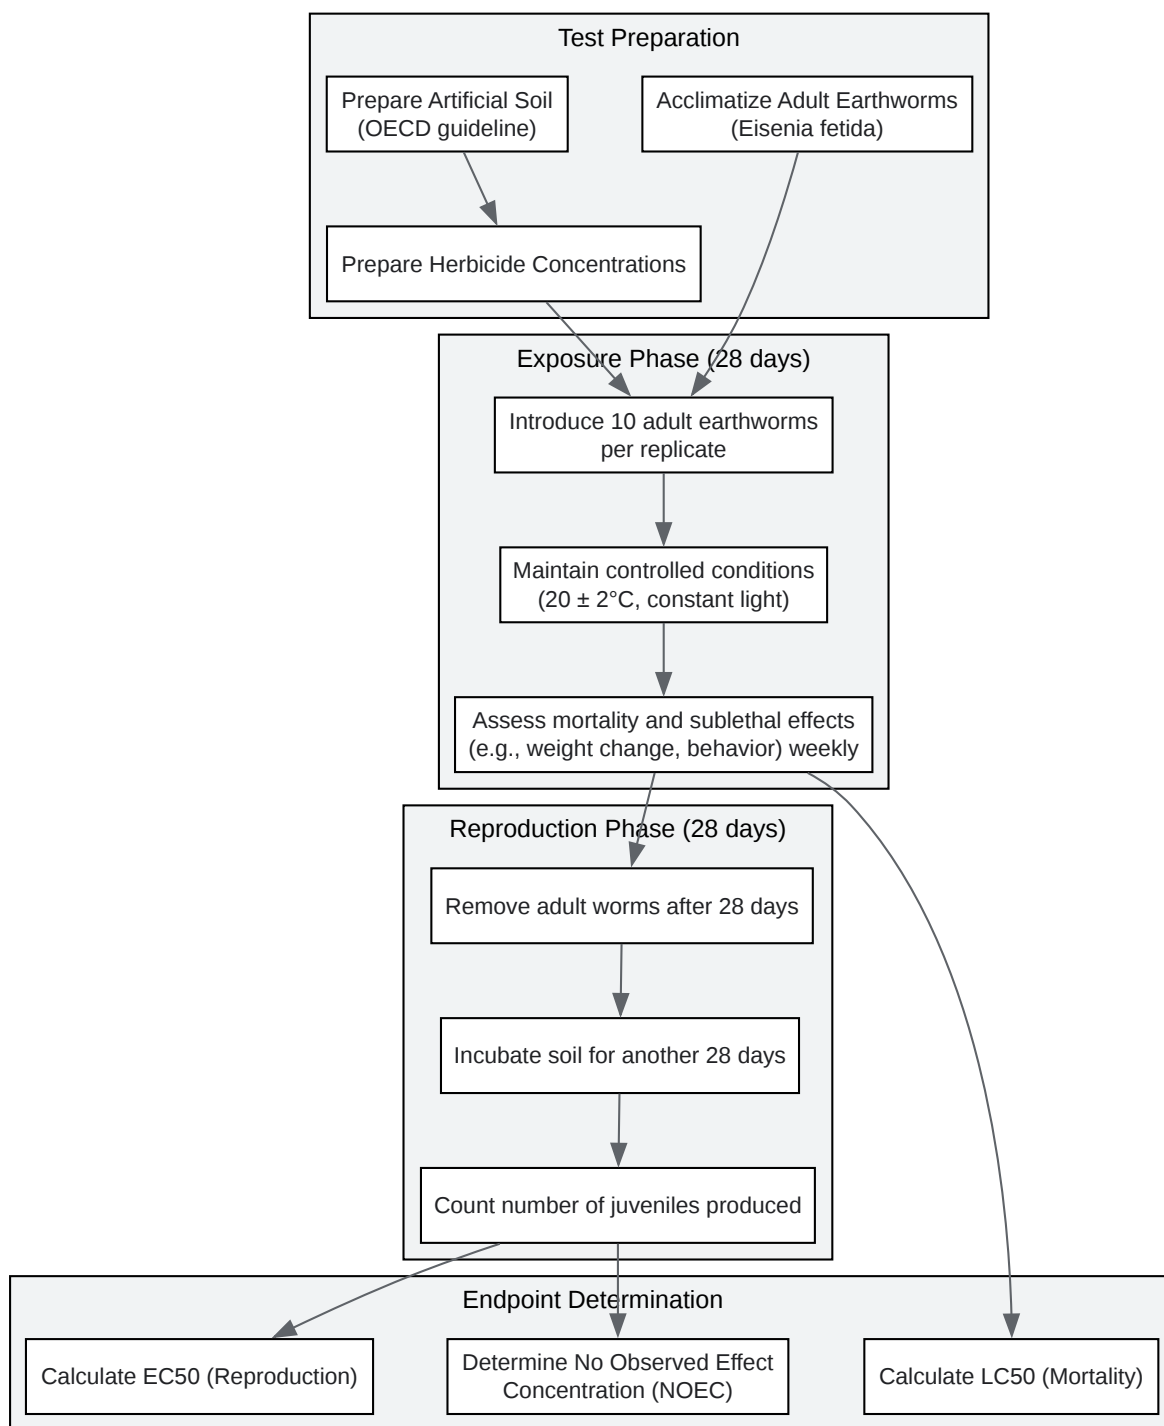 Test Preparation
Prepare Artificial Soil
(OECD guideline)
Acclimatize Adult Earthworms
(Eisenia fetida)
Prepare Herbicide Concentrations
Exposure Phase (28 days)
Introduce 10 adult earthworms
per replicate
Maintain controlled conditions
(20 ± 2°C, constant light)
Assess mortality and sublethal effects
(e.g., weight change, behavior) weekly
Reproduction Phase (28 days)
Remove adult worms after 28 days
Incubate soil for another 28 days
Count number of juveniles produced
Endpoint Determination
Calculate EC50 (Reproduction)
Determine No Observed Effect
Concentration (NOEC)
Calculate LC50 (Mortality)